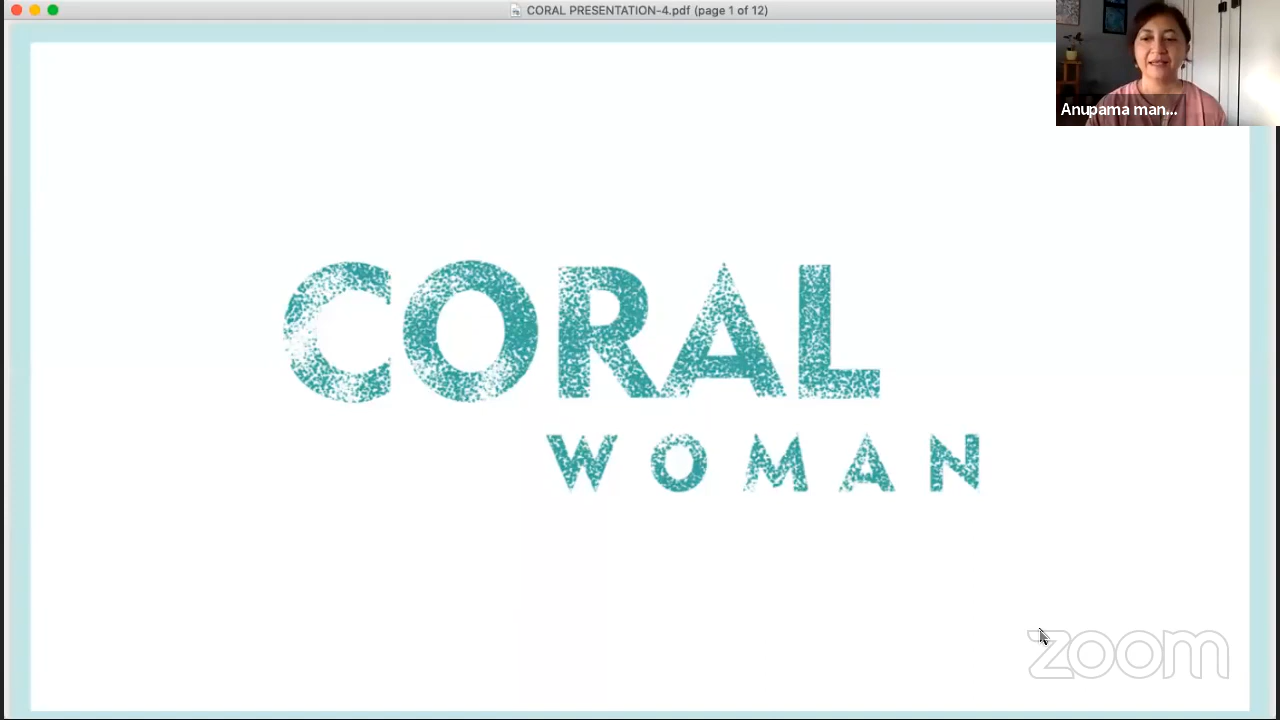 CORAL PRESENTATION-4.pdf (page 1 of 12)
Anupama man...
CORAL
WOMAN
zoom